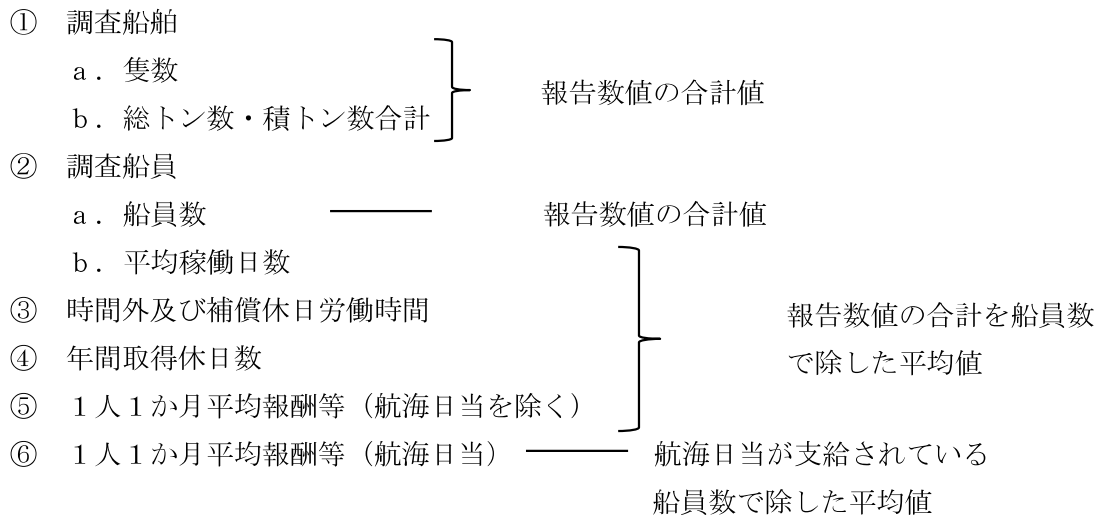 ① 調査船舶
ａ．隻数
ｂ．総トン数・積トン数合計
報告数値の合計値
② 調査船員
ａ．船員数
報告数値の合計値
ｂ．平均稼働日数
③ 時間外及び補償休日労働時間
④ 年間取得休日数
⑤ １人１か月平均報酬等（航海日当を除く）
報告数値の合計を船員数
で除した平均値
⑥ １人１か月平均報酬等（航海日当）
航海日当が支給されている
船員数で除した平均値